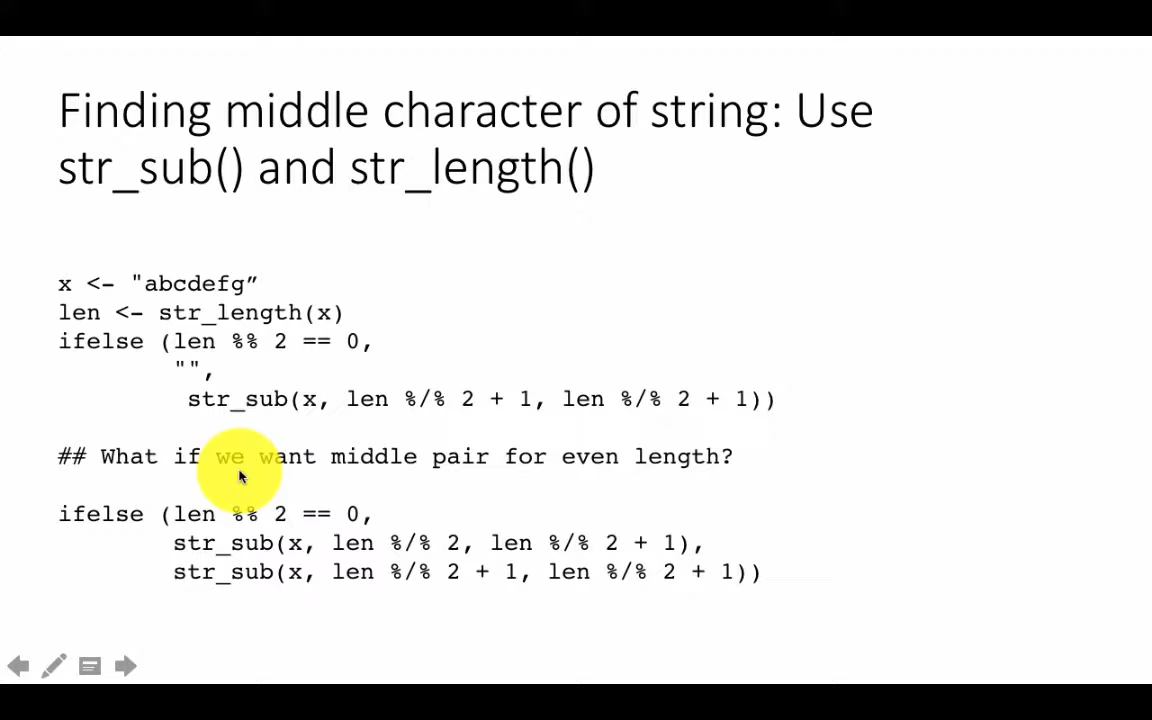 Finding middle character of string: Use
str_sub() and str_length()
x <- "abcdefg”
len <- str_length(x)
ifelse (len %% 2 == 0,
"",
str_sub(x, len %/% 2 + 1, len %/% 2 + 1))
## What if we want middle pair for even length?
ifelse (len %% 2 == 0,
str_sub(x, len %/% 2, len %/% 2 + 1),
str_sub(x, len %/% 2 + 1, len %/% 2 + 1))